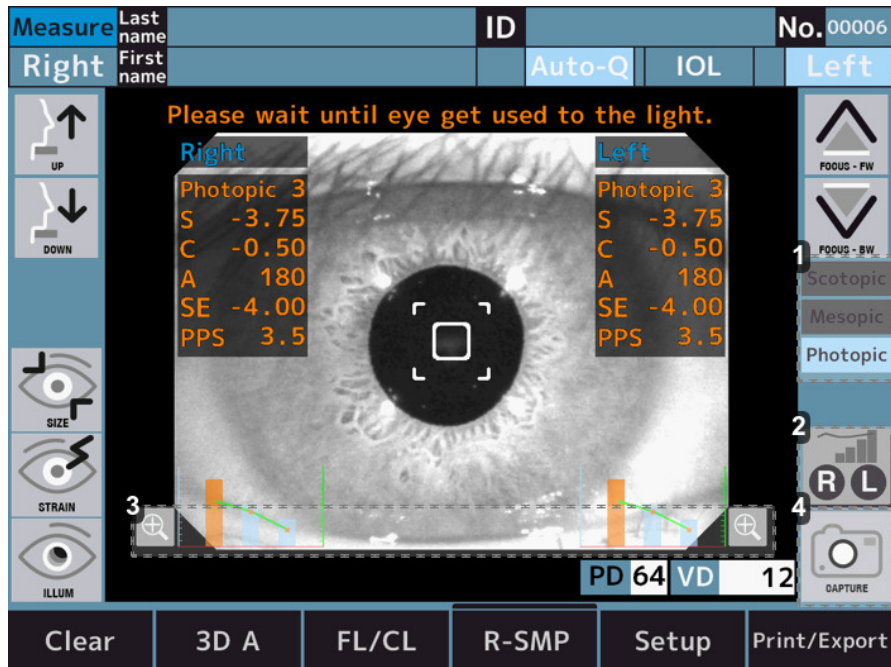 Measure Last name ID No. 00006
Right First name Auto-Q IOL Left
Please wait until eye get used to the light.
UP
DOWN
SIZE
STRAIN
ILLUM
Right
Photopic 3
S -3.75
C -0.50
A 180
SE -4.00
PPS 3.5
Left
Photopic 3
S -3.75
C -0.50
A 180
SE -4.00
PPS 3.5
FOCUS - FW
FOCUS - BW
1
Scotopic
Mesopic
Photopic
2
R L
3
4
CAPTURE
PD 64 VD 12
Clear 3D A FL/CL R-SMP Setup Print/Export